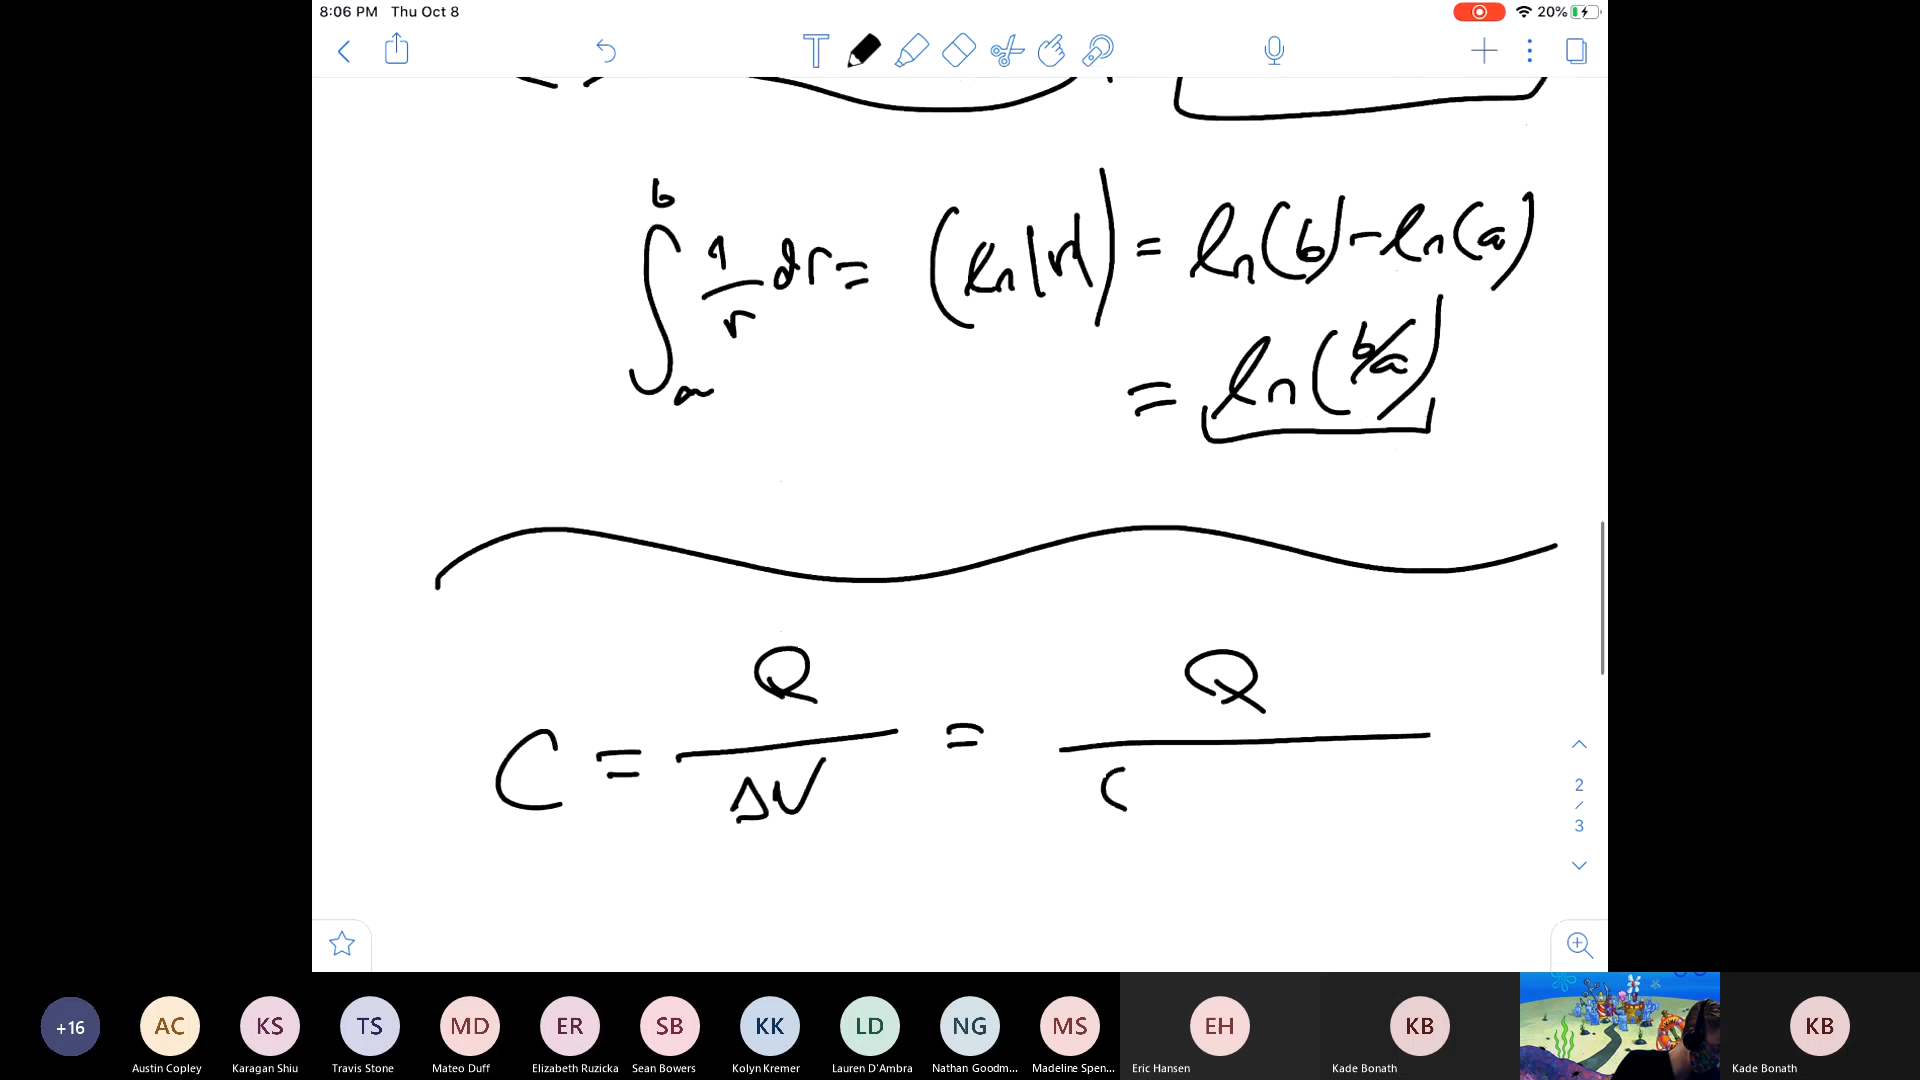 8:06 PM Thu Oct 8
20%
T
∫_a^b 1/r dr = (ln|r|) = ln(b) - ln(a)
= ln(b/a)
C = Q/ΔV = Q/(
2 / 3
+16
AC KS TS MD ER SB KK LD NG MS EH KB KB
Austin Copley Karagan Shiu Travis Stone Mateo Duff Elizabeth Ruzicka Sean Bowers Kolyn Kremer Lauren D'Ambra Nathan Goodm... Madeline Spen... Eric Hansen Kade Bonath Kade Bonath